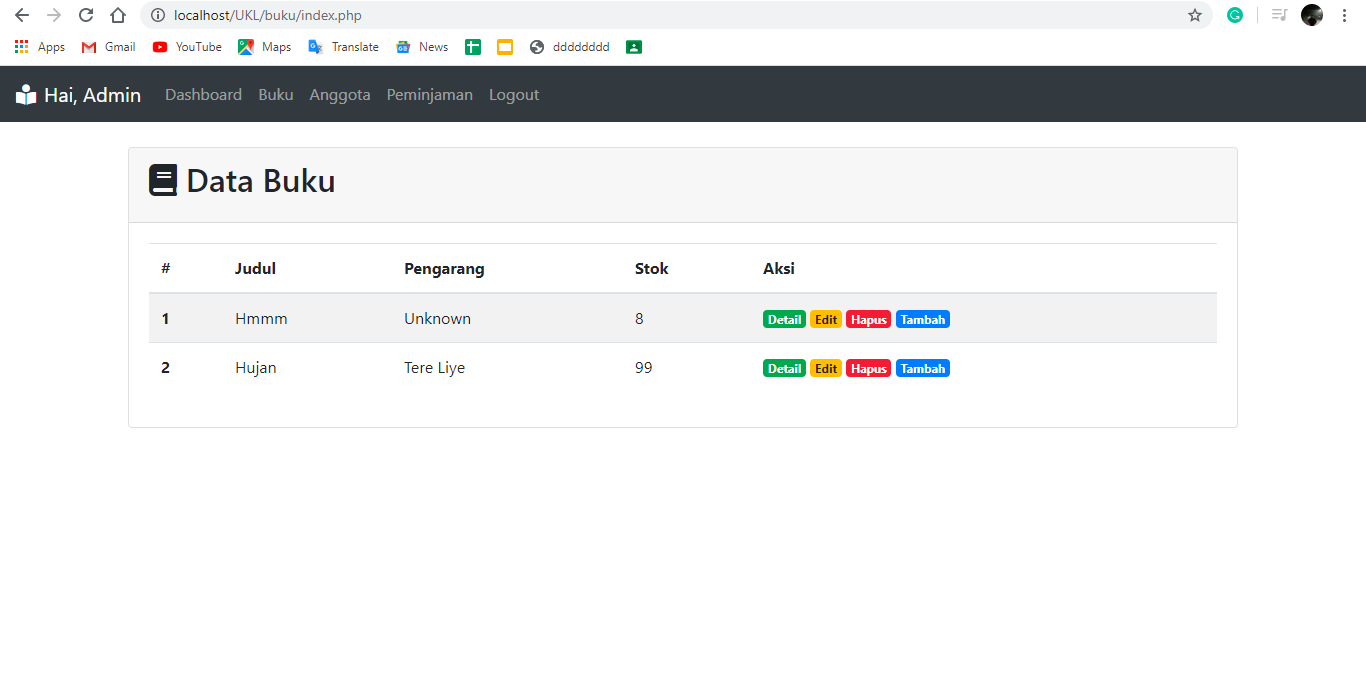 localhost/UKL/buku/index.php
Apps Gmail YouTube Maps Translate News dddddddd
Hai, Admin Dashboard Buku Anggota Peminjaman Logout
Data Buku
# Judul Pengarang Stok Aksi
1 Hmmm Unknown 8 Detail Edit Hapus Tambah
2 Hujan Tere Liye 99 Detail Edit Hapus Tambah